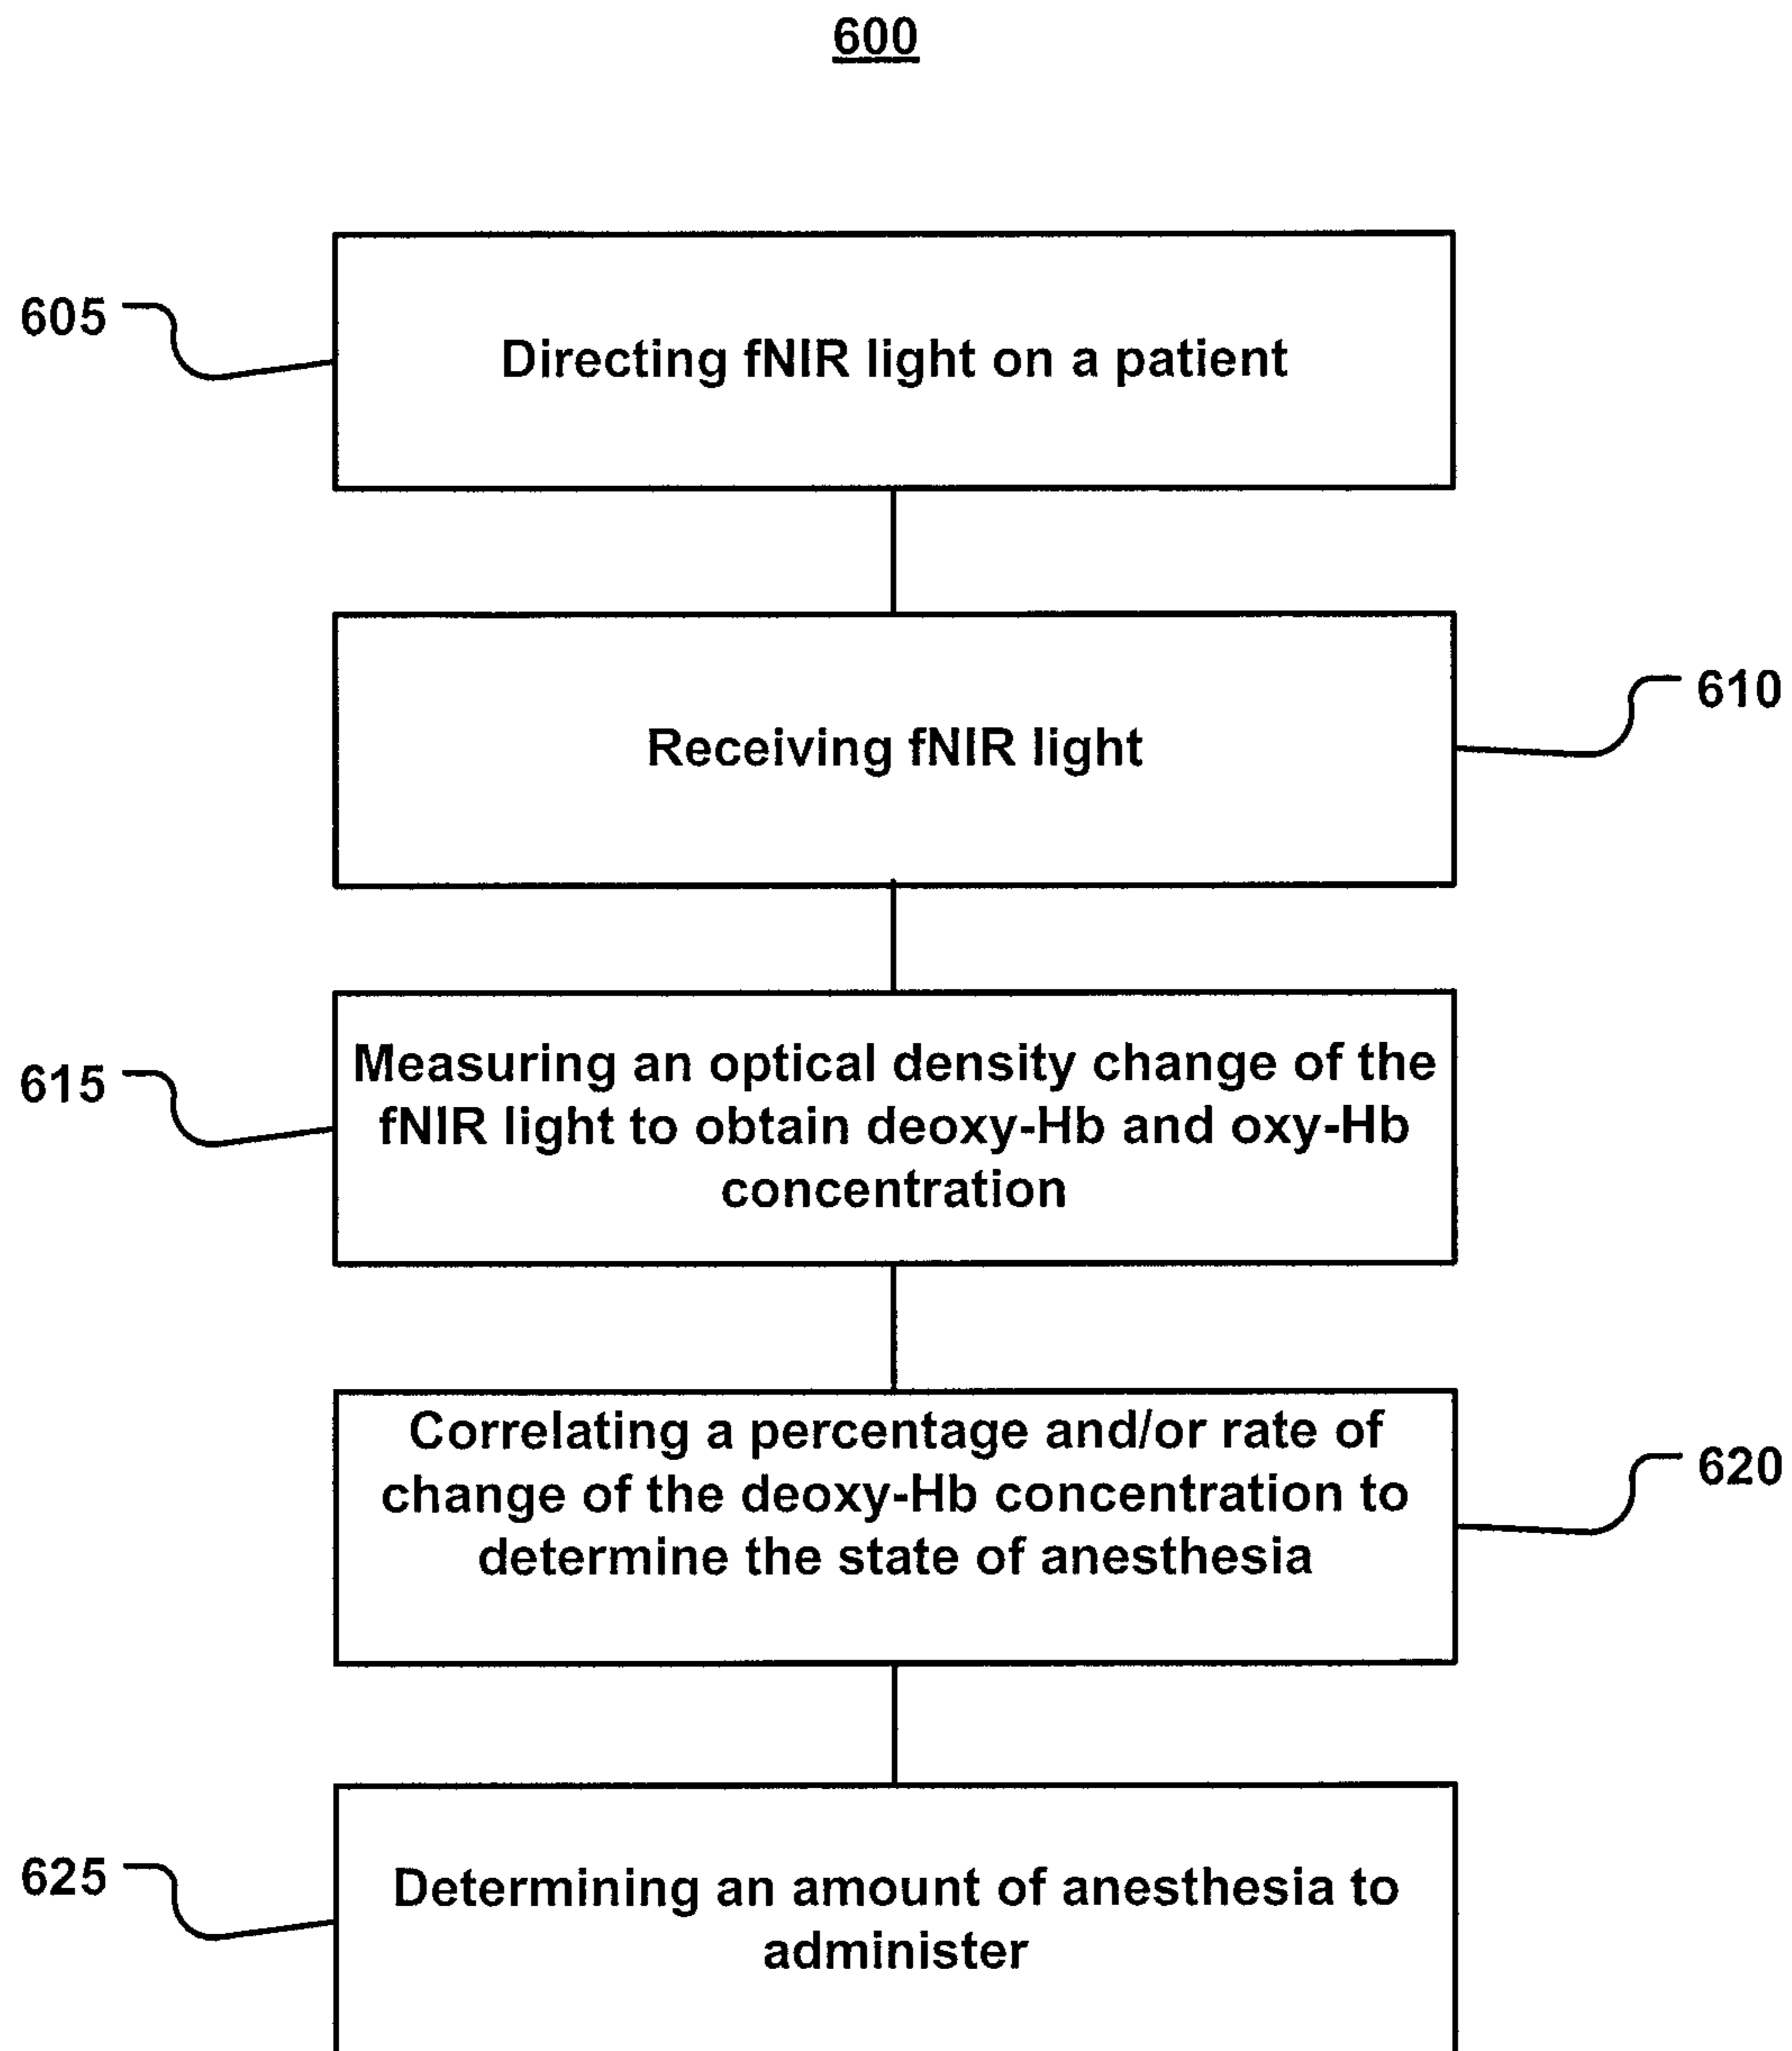 600
605
Directing fNIR light on a patient
Receiving fNIR light
610
615
Measuring an optical density change of the
fNIR light to obtain deoxy-Hb and oxy-Hb
concentration
Correlating a percentage and/or rate of
change of the deoxy-Hb concentration to
determine the state of anesthesia
620
625
Determining an amount of anesthesia to
administer